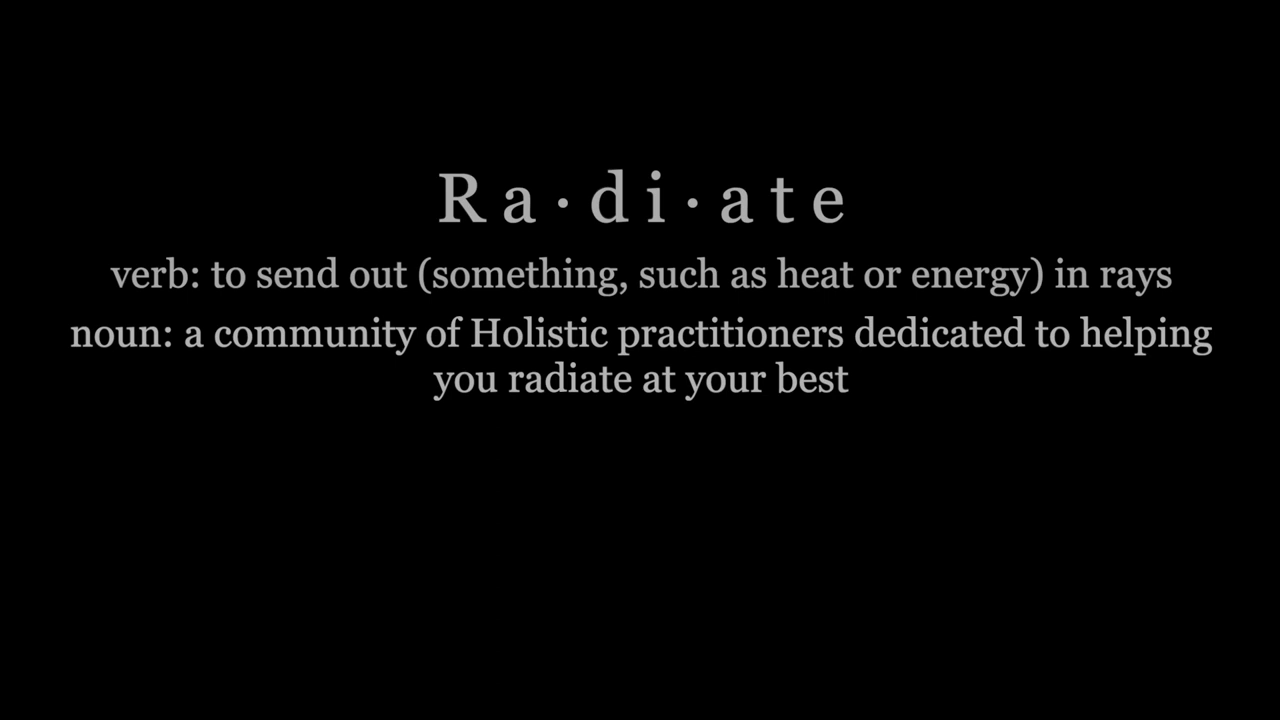 Ra·di·ate
verb: to send out (something, such as heat or energy) in rays
noun: a community of Holistic practitioners dedicated to helping
you radiate at your best